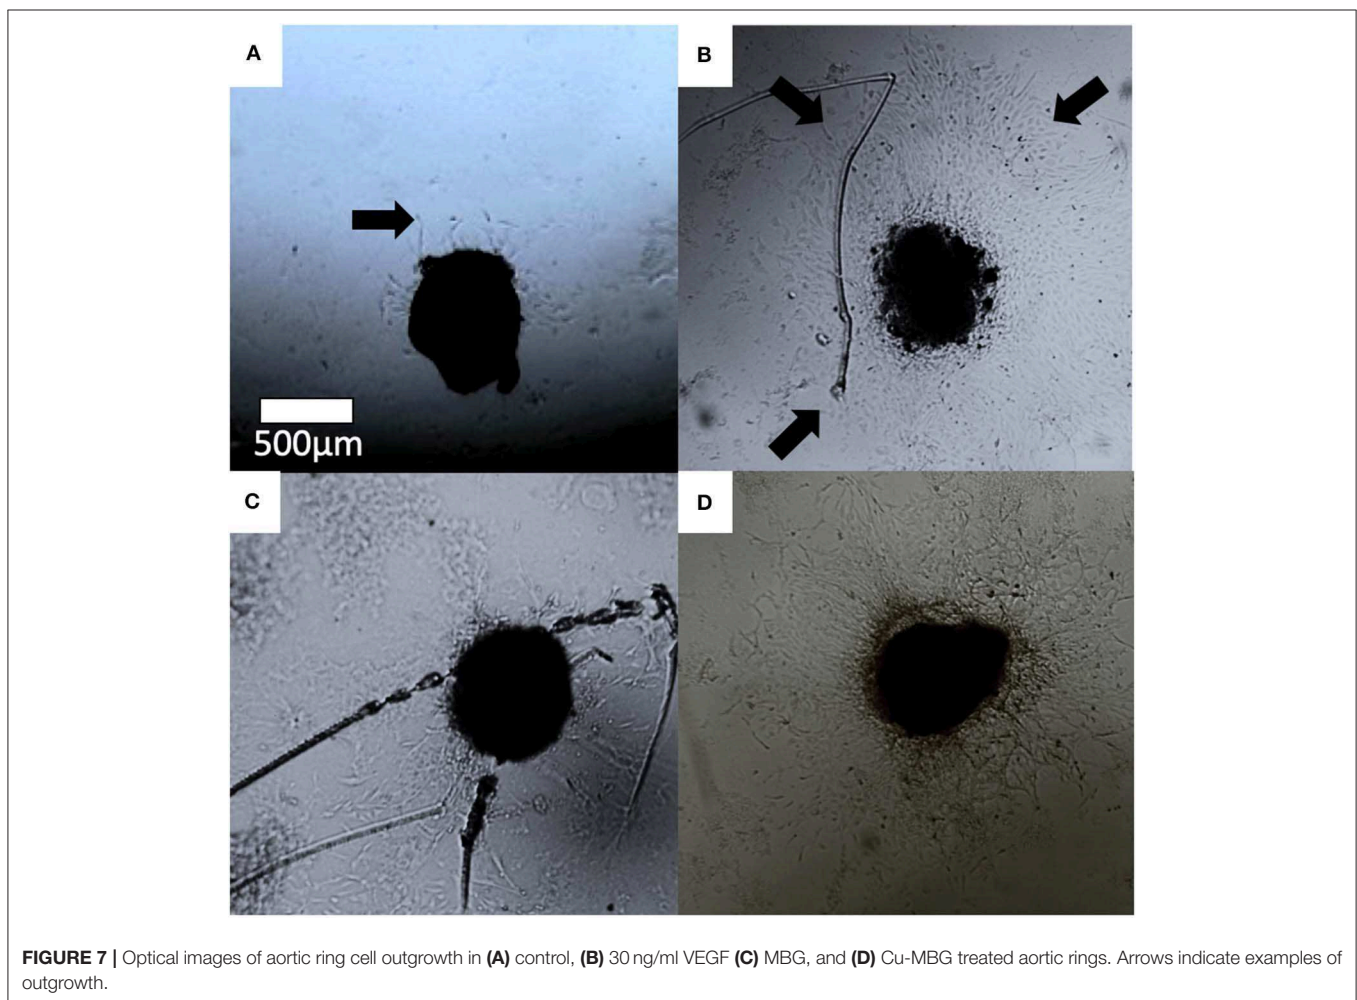 A
B
500µm
C
D
FIGURE 7 | Optical images of aortic ring cell outgrowth in (A) control, (B) 30 ng/ml VEGF (C) MBG, and (D) Cu-MBG treated aortic rings. Arrows indicate examples of
outgrowth.